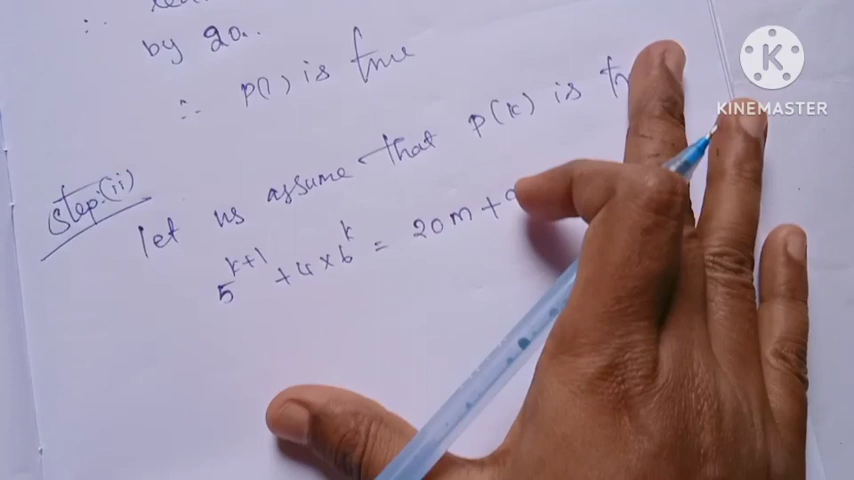 by 20.
∴ P(1) is true
Step:(ii)
let us assume that P(k) is
5^{k+1} + 4 × 6^k = 20m +
KINEMASTER